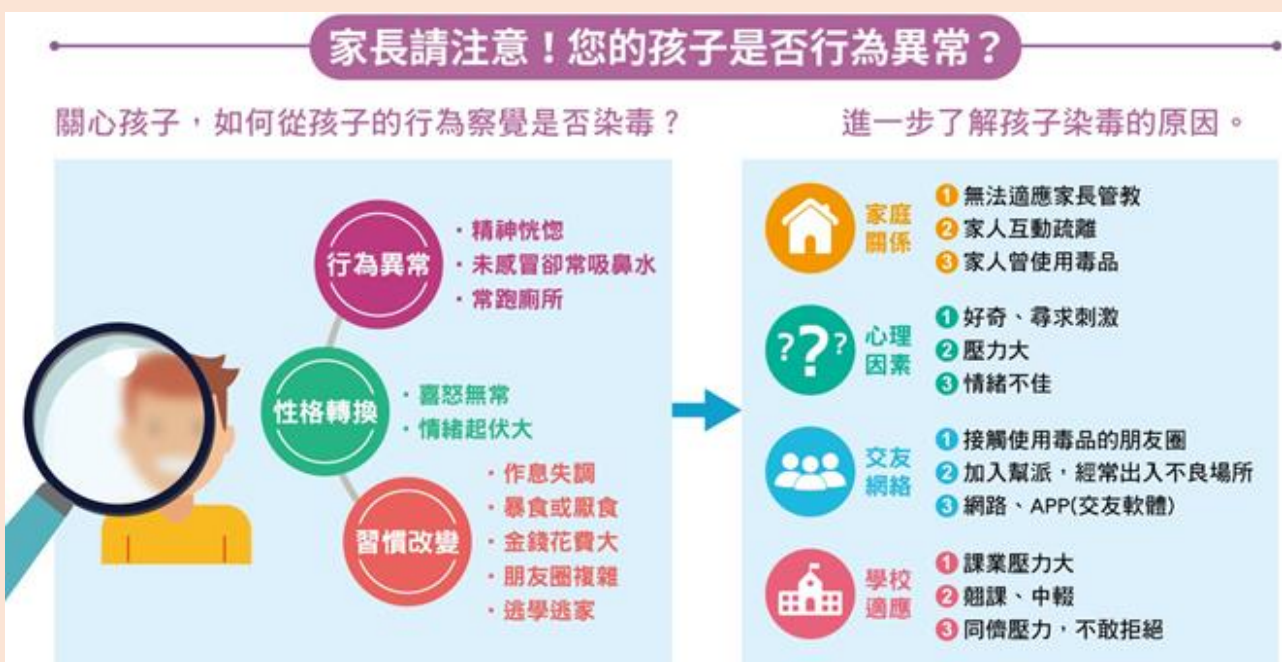 家長請注意！您的孩子是否行為異常？
關心孩子，如何從孩子的行為察覺是否染毒？
行為異常
・精神恍惚
・未感冒卻常吸鼻水
・常跑廁所
性格轉換
・喜怒無常
・情緒起伏大
習慣改變
・作息失調
・暴食或厭食
・金錢花費大
・朋友圈複雜
・逃學逃家
進一步了解孩子染毒的原因。
家庭
關係
1 無法適應家長管教
2 家人互動疏離
3 家人曾使用毒品
???
心理
因素
1 好奇、尋求刺激
2 壓力大
3 情緒不佳
交友
網絡
1 接觸使用毒品的朋友圈
2 加入幫派，經常出入不良場所
3 網路、APP(交友軟體)
學校
適應
1 課業壓力大
2 翹課、中輟
3 同儕壓力，不敢拒絕